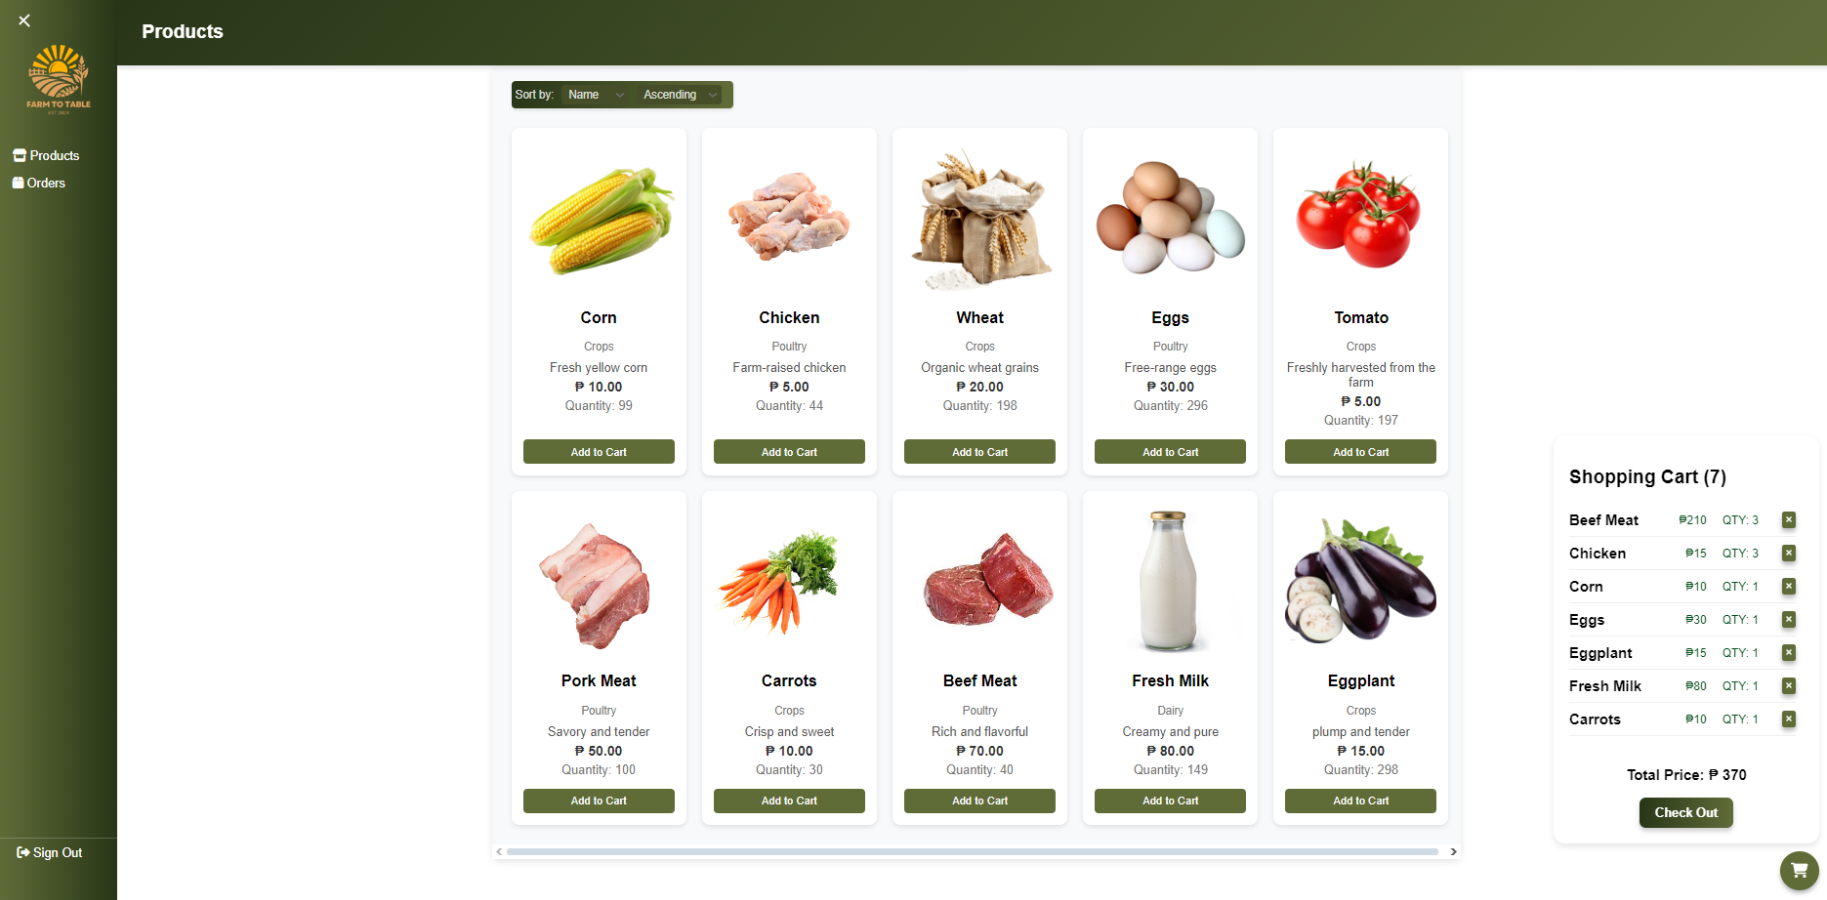 Products
FARM TO TABLE
Products
Orders
Sign Out
Sort by: Name Ascending
Corn
Crops
Fresh yellow corn
₱ 10.00
Quantity: 99
Add to Cart
Chicken
Poultry
Farm-raised chicken
₱ 5.00
Quantity: 44
Add to Cart
Wheat
Crops
Organic wheat grains
₱ 20.00
Quantity: 198
Add to Cart
Eggs
Poultry
Free-range eggs
₱ 30.00
Quantity: 296
Add to Cart
Tomato
Crops
Freshly harvested from the
farm
₱ 5.00
Quantity: 197
Add to Cart
Pork Meat
Poultry
Savory and tender
₱ 50.00
Quantity: 100
Add to Cart
Carrots
Crops
Crisp and sweet
₱ 10.00
Quantity: 30
Add to Cart
Beef Meat
Poultry
Rich and flavorful
₱ 70.00
Quantity: 40
Add to Cart
Fresh Milk
Dairy
Creamy and pure
₱ 80.00
Quantity: 149
Add to Cart
Eggplant
Crops
plump and tender
₱ 15.00
Quantity: 298
Add to Cart
Shopping Cart (7)
Beef Meat ₱210 QTY: 3
Chicken ₱15 QTY: 3
Corn ₱10 QTY: 1
Eggs ₱30 QTY: 1
Eggplant ₱15 QTY: 1
Fresh Milk ₱80 QTY: 1
Carrots ₱10 QTY: 1
Total Price: ₱ 370
Check Out